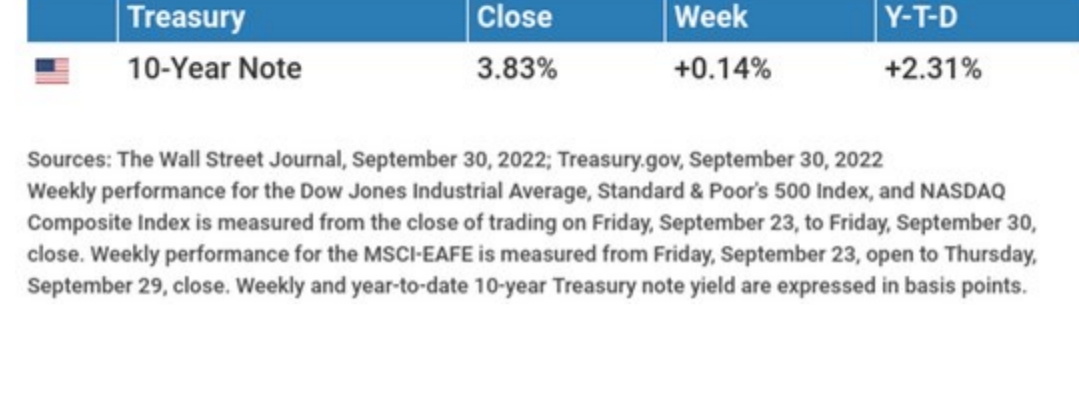 Treasury Close Week Y-T-D
10-Year Note 3.83% +0.14% +2.31%
Sources: The Wall Street Journal, September 30, 2022; Treasury.gov, September 30, 2022
Weekly performance for the Dow Jones Industrial Average, Standard & Poor's 500 Index, and NASDAQ
Composite Index is measured from the close of trading on Friday, September 23, to Friday, September 30,
close. Weekly performance for the MSCI-EAFE is measured from Friday, September 23, open to Thursday,
September 29, close. Weekly and year-to-date 10-year Treasury note yield are expressed in basis points.